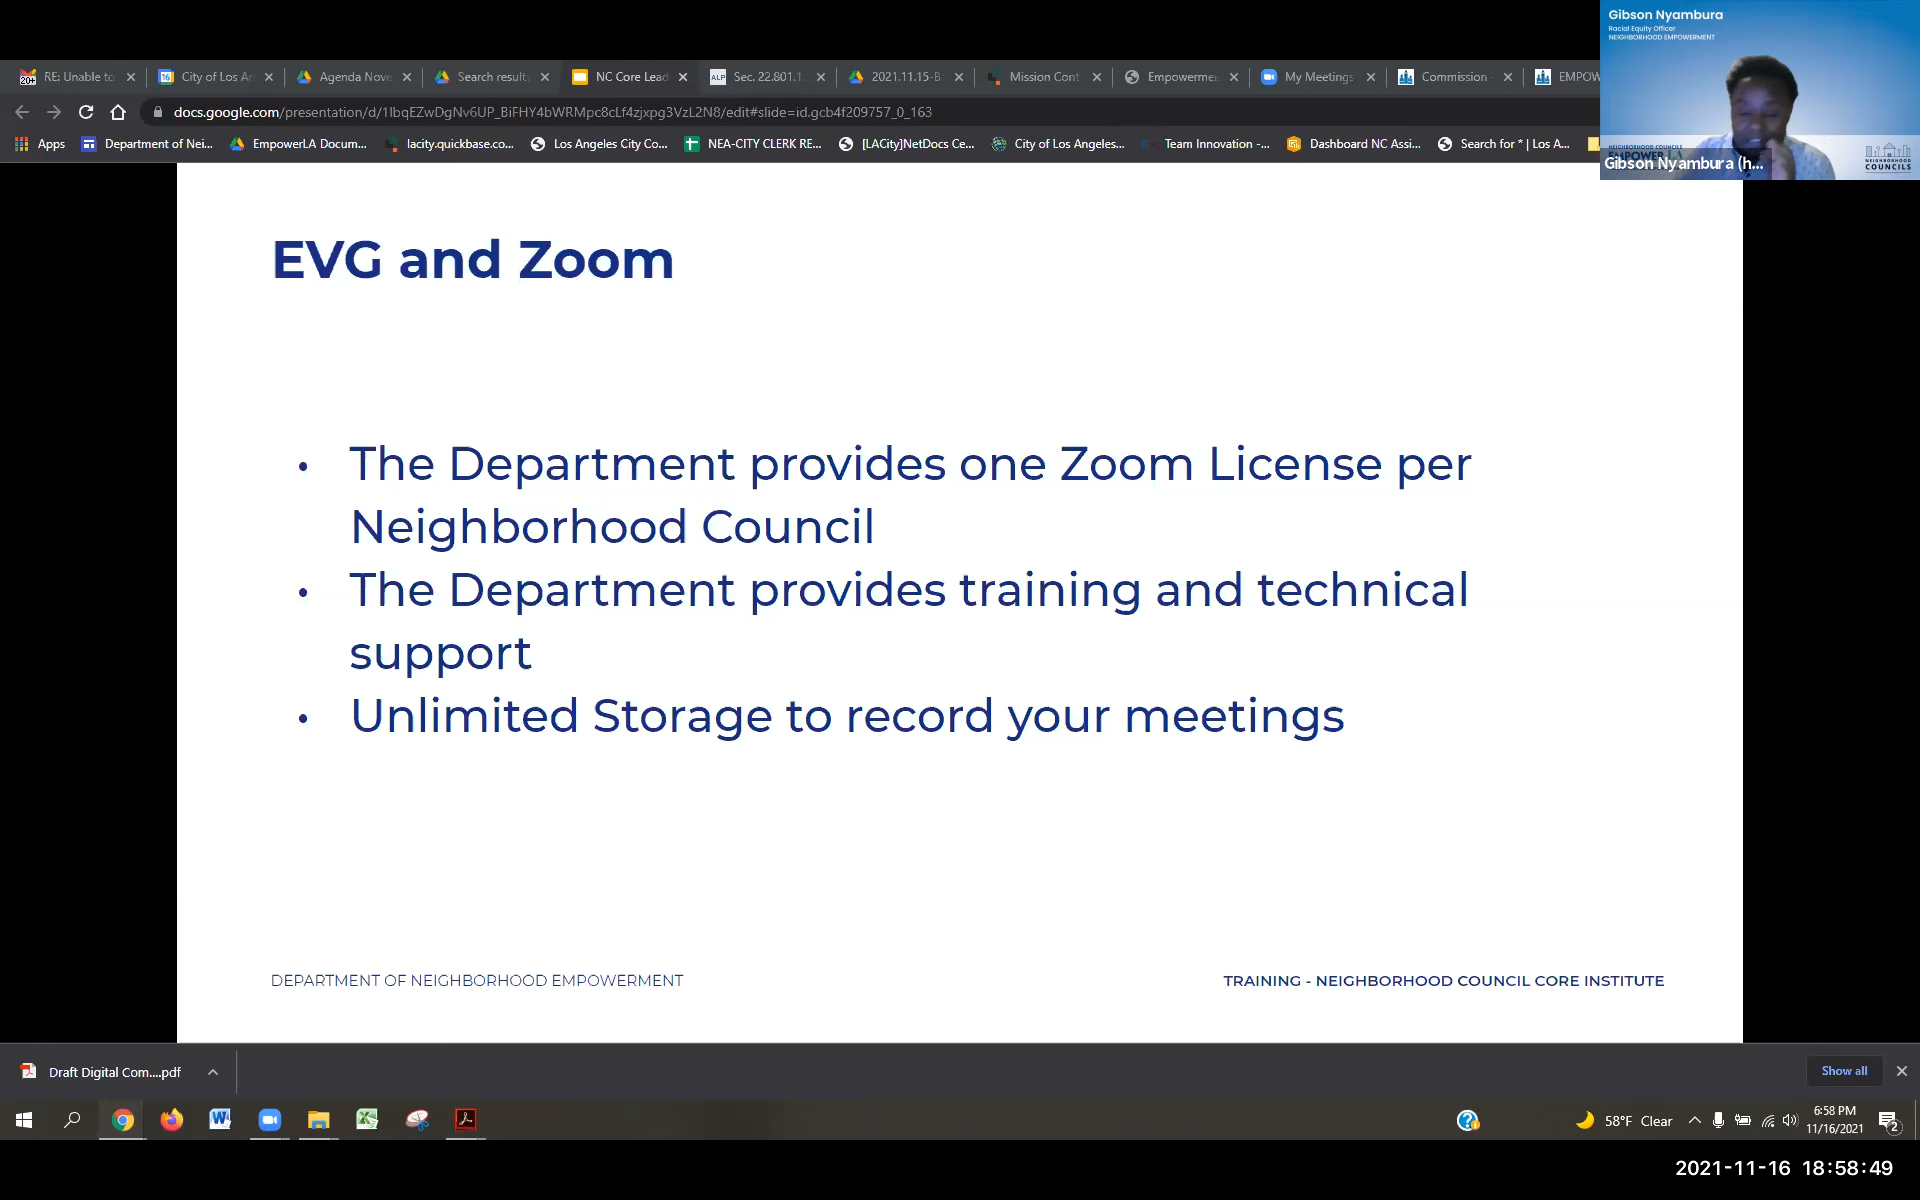 Gibson Nyambura
Racial Equity Officer
NEIGHBORHOOD EMPOWERMENT
RE: Unable to
City of Los An
Agenda Nove
Search results
NC Core Lead
Sec. 22.801.1
2021.11.15-B
Mission Cont
Empowerme
My Meetings
Commission
EMPOW
docs.google.com/presentation/d/1IbqEZwDgNv6UP_BiFHY4bWRMpc8cLf4zjxpg3VzL2N8/edit#slide=id.gcb4f209757_0_163
Apps
Department of Nei...
EmpowerLA Docum...
lacity.quickbase.co...
Los Angeles City Co...
NEA-CITY CLERK RE...
[LACity]NetDocs Ce...
City of Los Angeles...
Team Innovation -...
Dashboard NC Assi...
Search for * | Los A...
Gibson Nyambura (h...
NEIGHBORHOOD
COUNCILS
EVG and Zoom
• The Department provides one Zoom License per
Neighborhood Council
• The Department provides training and technical
support
• Unlimited Storage to record your meetings
DEPARTMENT OF NEIGHBORHOOD EMPOWERMENT
TRAINING - NEIGHBORHOOD COUNCIL CORE INSTITUTE
Draft Digital Com....pdf
Show all
58°F Clear
6:58 PM
11/16/2021
2
2021-11-16 18:58:49